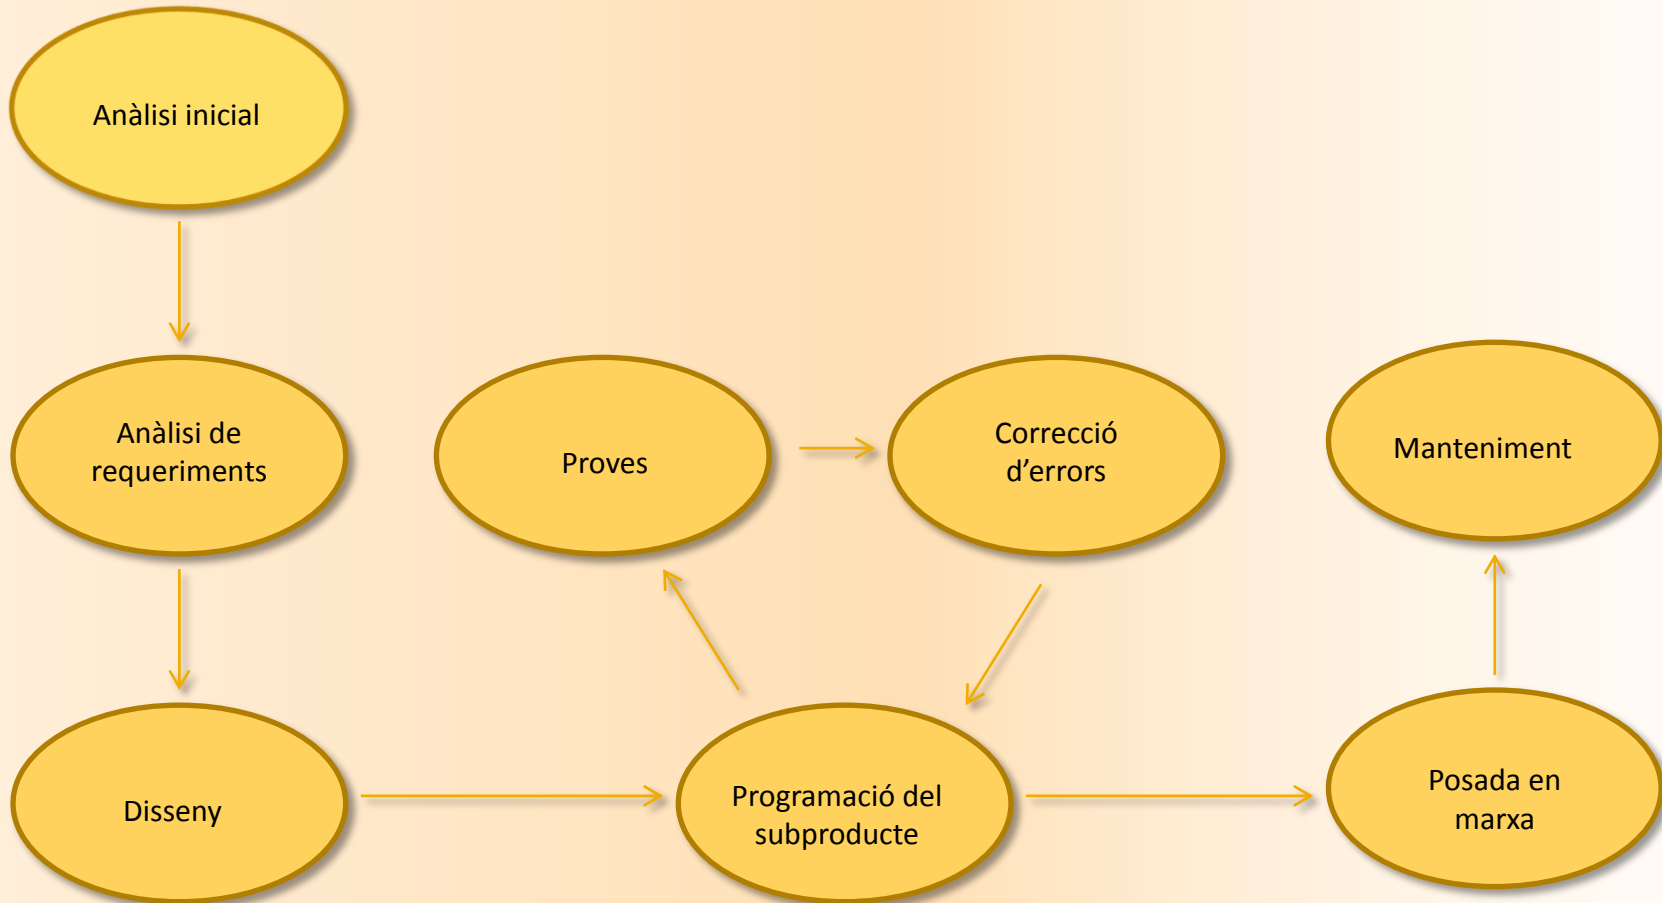 Anàlisi inicial
Anàlisi de
requeriments
Proves
Correcció
d’errors
Manteniment
Disseny
Programació del
subproducte
Posada en
marxa